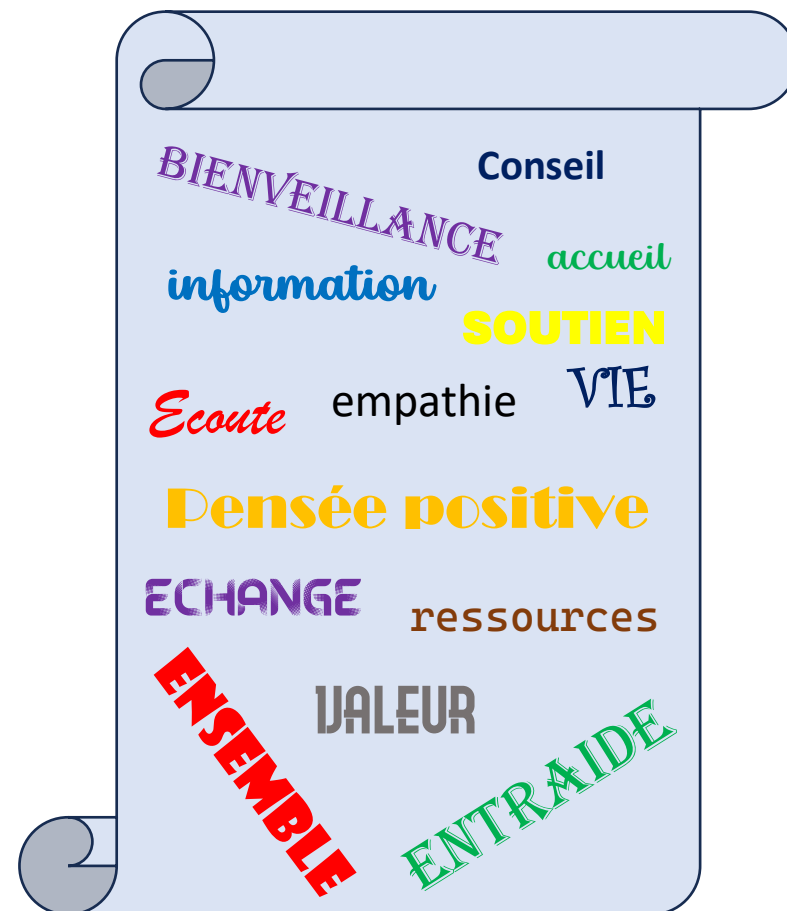 BIENVEILLANCE
Conseil
accueil
information
SOUTIEN
VIE
Ecoute
empathie
Pensée positive
ECHANGE
ressources
ENSEMBLE
VALEUR
ENTRAIDE